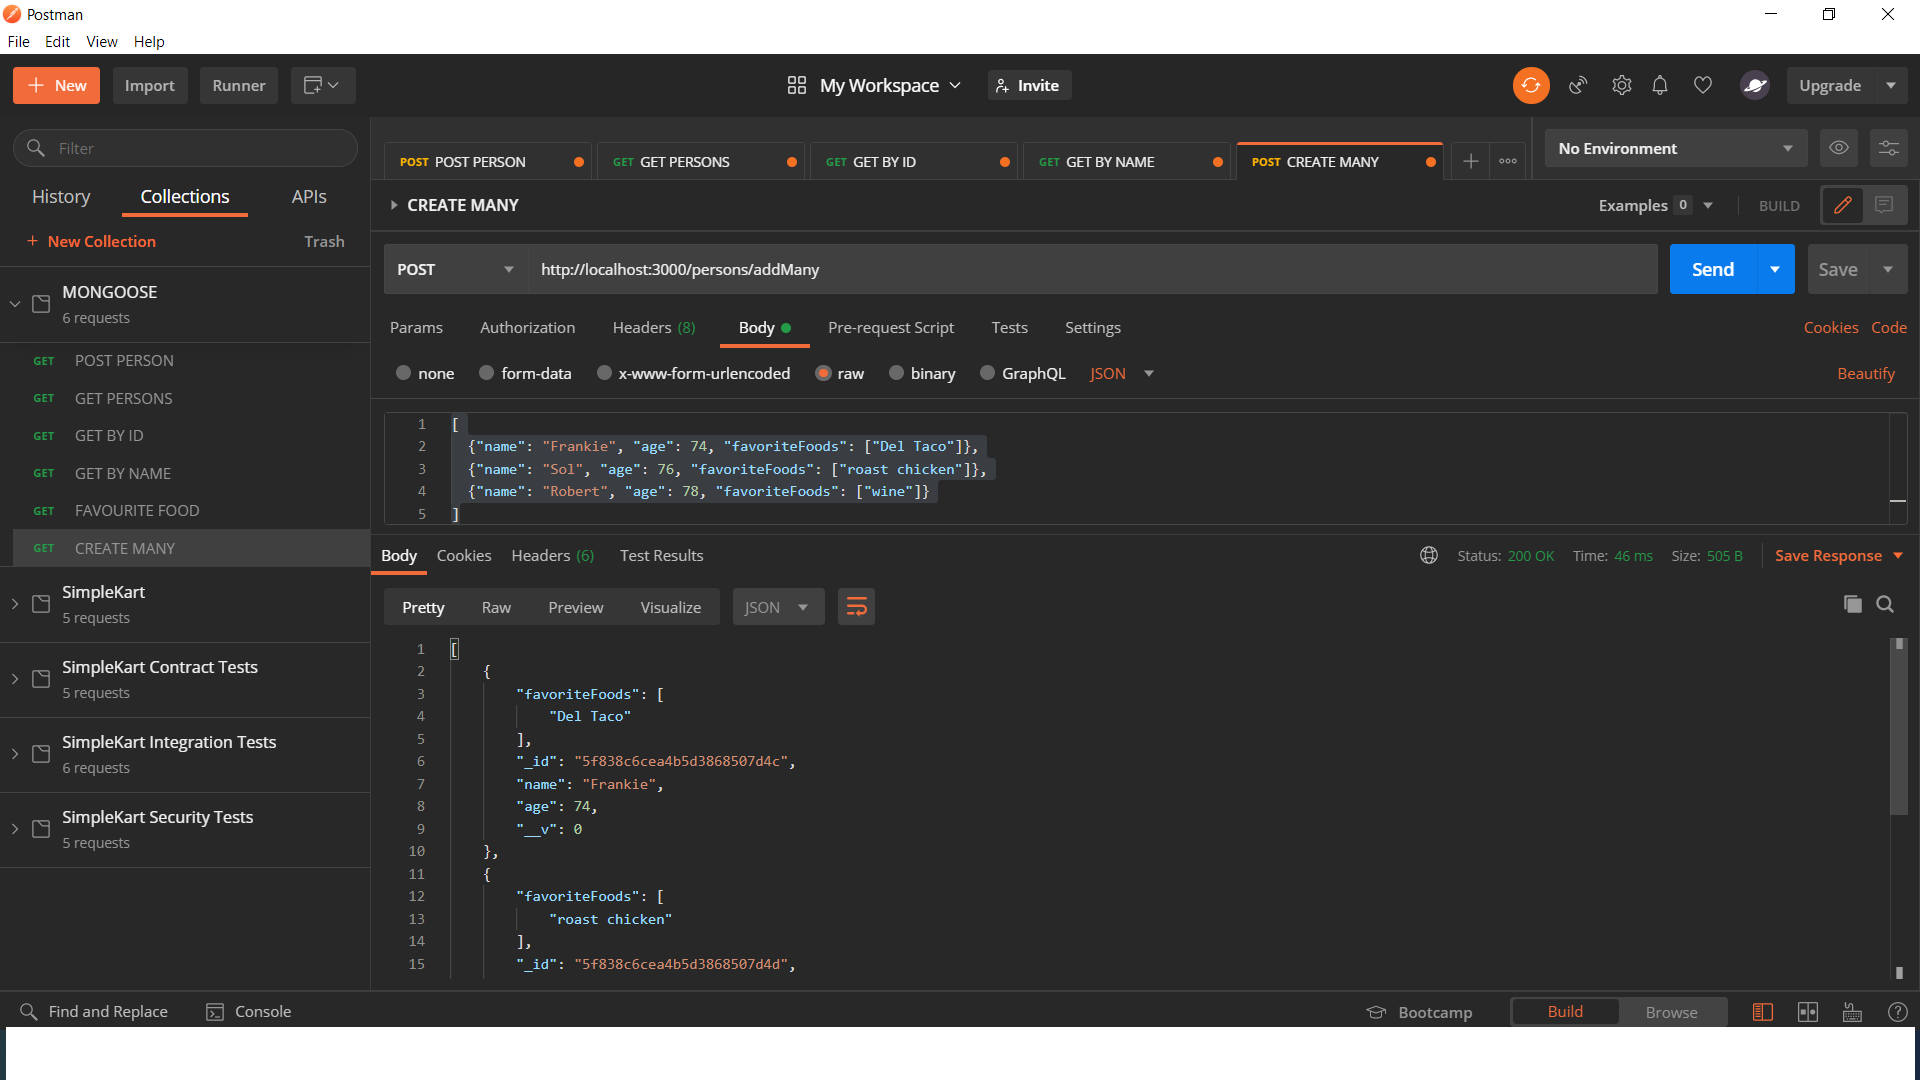 Postman
File Edit View Help
New Import Runner My Workspace Invite Upgrade
Filter
History Collections APIs
+ New Collection Trash
MONGOOSE
6 requests
GET POST PERSON
GET GET PERSONS
GET GET BY ID
GET GET BY NAME
GET FAVOURITE FOOD
GET CREATE MANY
SimpleKart
5 requests
SimpleKart Contract Tests
5 requests
SimpleKart Integration Tests
6 requests
SimpleKart Security Tests
5 requests
POST POST PERSON GET GET PERSONS GET GET BY ID GET GET BY NAME POST CREATE MANY No Environment
CREATE MANY Examples 0 BUILD
POST http://localhost:3000/persons/addMany Send Save
Params Authorization Headers (8) Body Pre-request Script Tests Settings Cookies Code
none form-data x-www-form-urlencoded raw binary GraphQL JSON Beautify
1 [
2 {"name": "Frankie", "age": 74, "favoriteFoods": ["Del Taco"]},
3 {"name": "Sol", "age": 76, "favoriteFoods": ["roast chicken"]},
4 {"name": "Robert", "age": 78, "favoriteFoods": ["wine"]}
5 ]
Body Cookies Headers (6) Test Results Status: 200 OK Time: 46 ms Size: 505 B Save Response
Pretty Raw Preview Visualize JSON
1 [
2 {
3 "favoriteFoods": [
4 "Del Taco"
5 ],
6 "_id": "5f838c6cea4b5d3868507d4c",
7 "name": "Frankie",
8 "age": 74,
9 "__v": 0
10 },
11 {
12 "favoriteFoods": [
13 "roast chicken"
14 ],
15 "_id": "5f838c6cea4b5d3868507d4d",
Find and Replace Console Bootcamp Build Browse